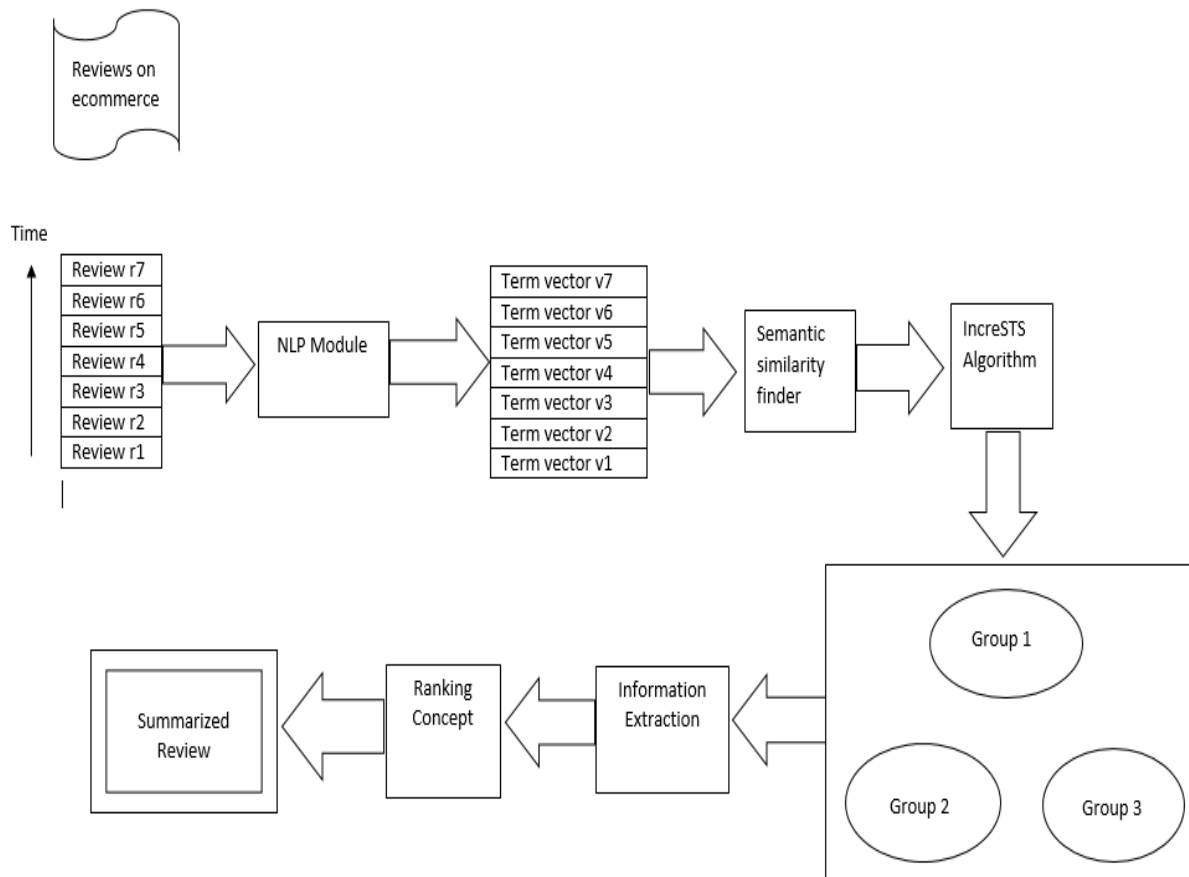 Reviews on
ecommerce
Time
Review r7
Review r6
Review r5
Review r4
Review r3
Review r2
Review r1
NLP Module
Term vector v7
Term vector v6
Term vector v5
Term vector v4
Term vector v3
Term vector v2
Term vector v1
Semantic
similarity
finder
IncreSTS
Algorithm
Group 1
Group 2
Group 3
Information
Extraction
Ranking
Concept
Summarized
Review